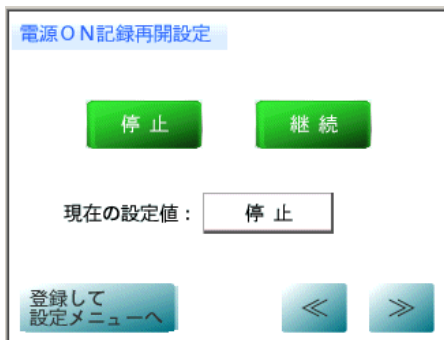 電源ON記録再開設定
停止
継続
現在の設定値：
停止
登録して
設定メニューへ
≪
≫